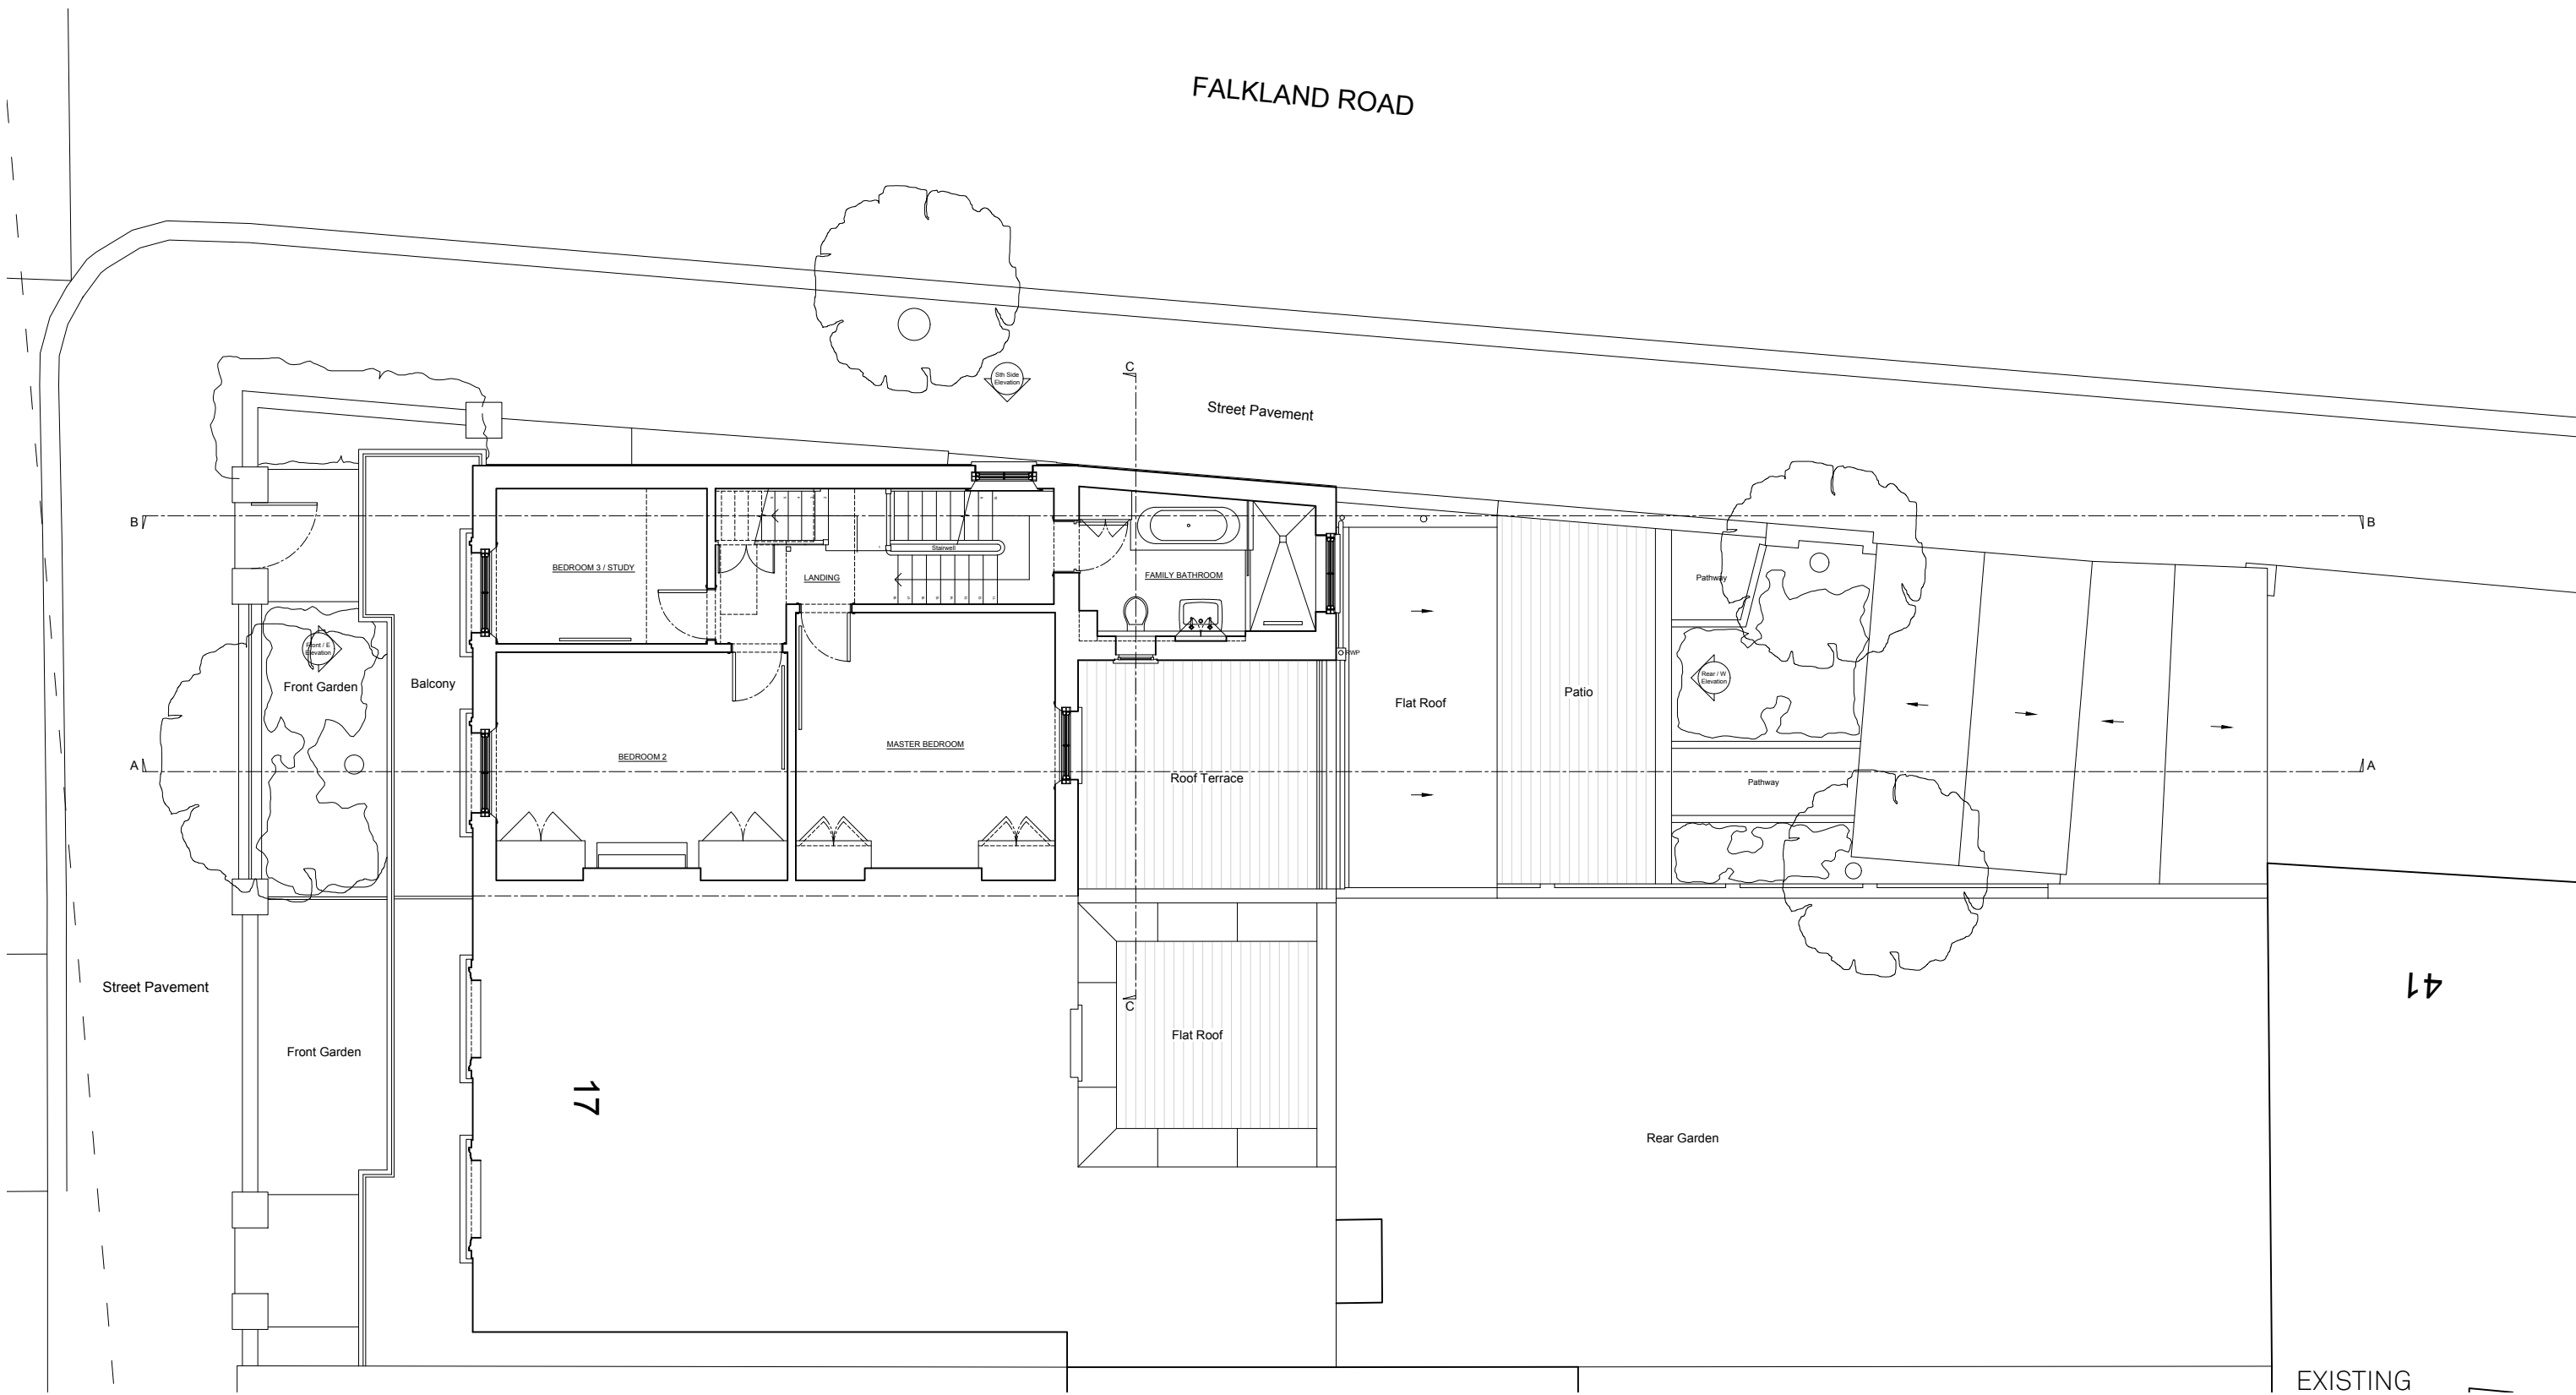 FALKLAND ROAD
Sth Side
Elevation
C
Street Pavement
B
B
Stairwell
BEDROOM 3 / STUDY
LANDING
FAMILY BATHROOM
Pathway
Front / E
Elevation
RWP
Front Garden
Balcony
Rear / W
Elevation
Patio
Flat Roof
MASTER BEDROOM
BEDROOM 2
A
A
Roof Terrace
Pathway
Street Pavement
41
C
Flat Roof
Front Garden
17
Rear Garden
EXISTING